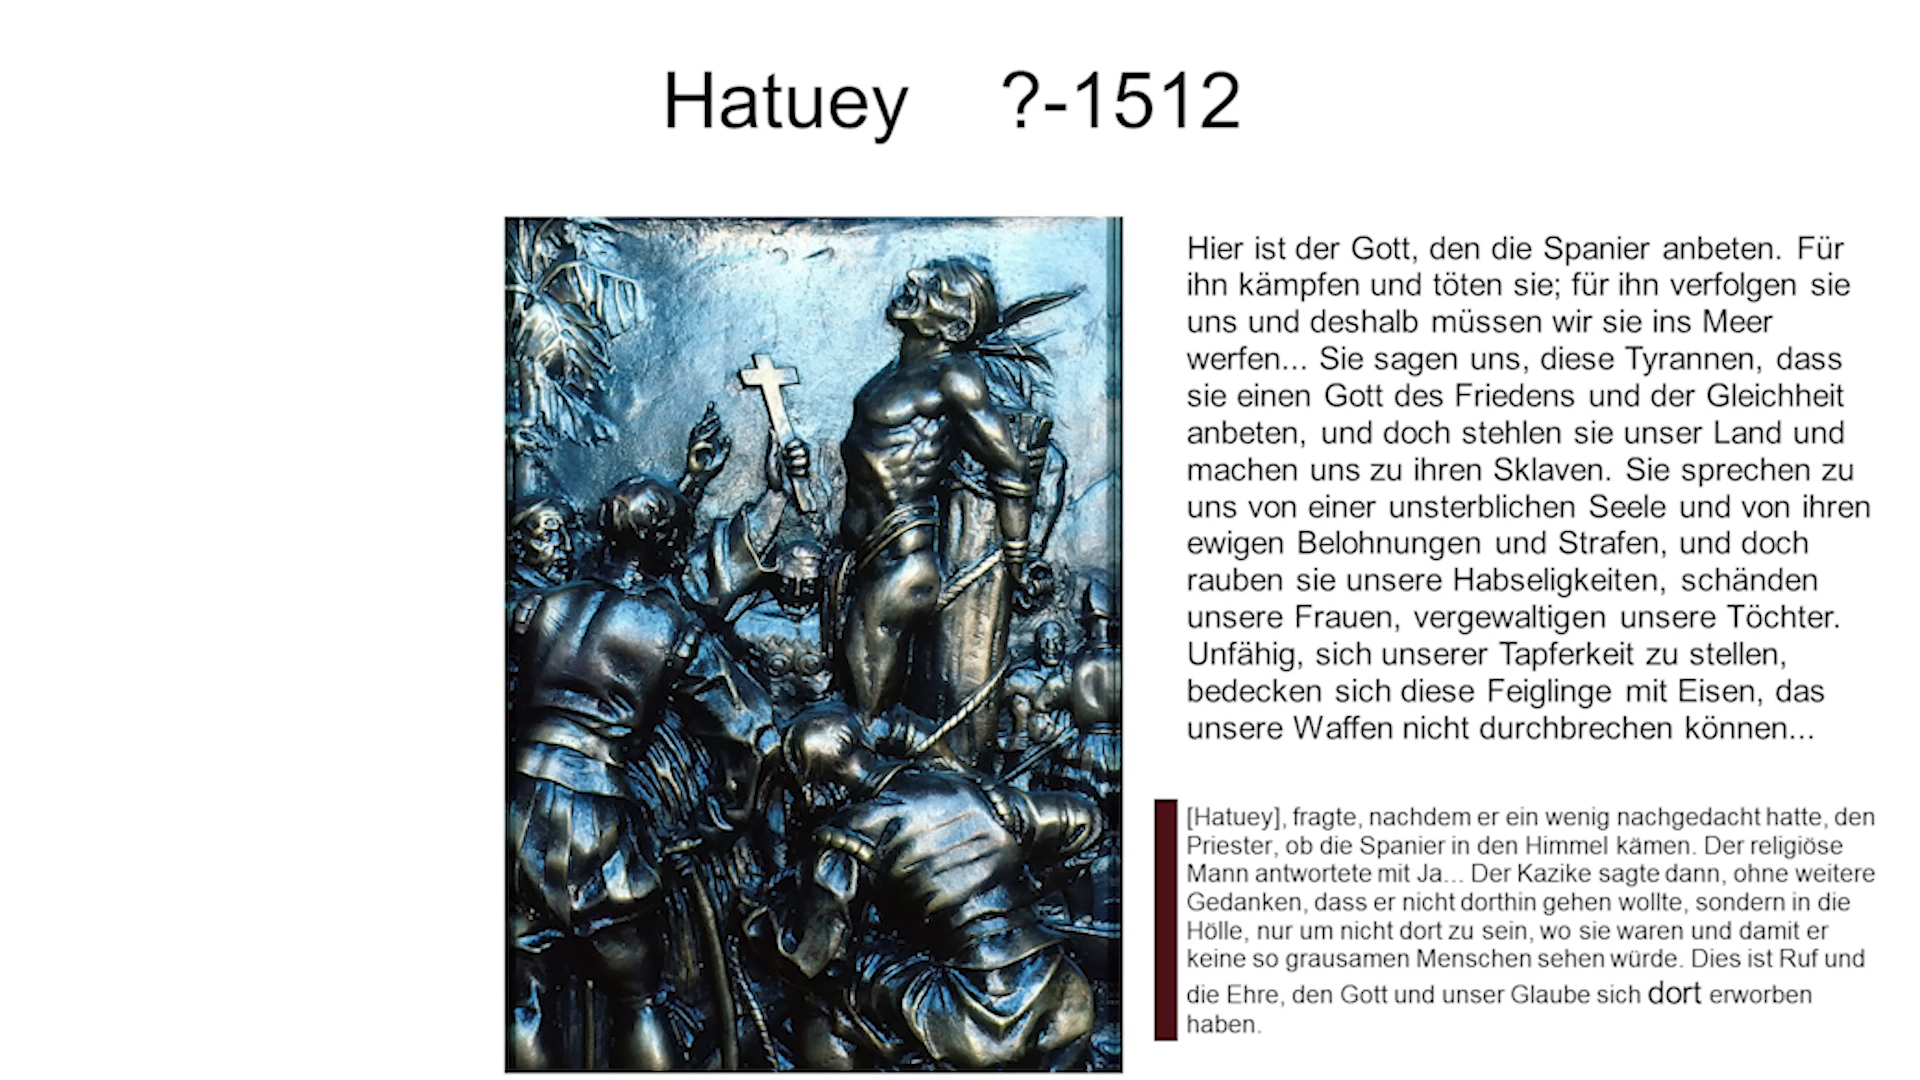 Hatuey ?-1512
Hier ist der Gott, den die Spanier anbeten. Für
ihn kämpfen und töten sie; für ihn verfolgen sie
uns und deshalb müssen wir sie ins Meer
werfen... Sie sagen uns, diese Tyrannen, dass
sie einen Gott des Friedens und der Gleichheit
anbeten, und doch stehlen sie unser Land und
machen uns zu ihren Sklaven. Sie sprechen zu
uns von einer unsterblichen Seele und von ihren
ewigen Belohnungen und Strafen, und doch
rauben sie unsere Habseligkeiten, schänden
unsere Frauen, vergewaltigen unsere Töchter.
Unfähig, sich unserer Tapferkeit zu stellen,
bedecken sich diese Feiglinge mit Eisen, das
unsere Waffen nicht durchbrechen können...
[Hatuey], fragte, nachdem er ein wenig nachgedacht hatte, den
Priester, ob die Spanier in den Himmel kämen. Der religiöse
Mann antwortete mit Ja... Der Kazike sagte dann, ohne weitere
Gedanken, dass er nicht dorthin gehen wollte, sondern in die
Hölle, nur um nicht dort zu sein, wo sie waren und damit er
keine so grausamen Menschen sehen würde. Dies ist Ruf und
die Ehre, den Gott und unser Glaube sich dort erworben
haben.